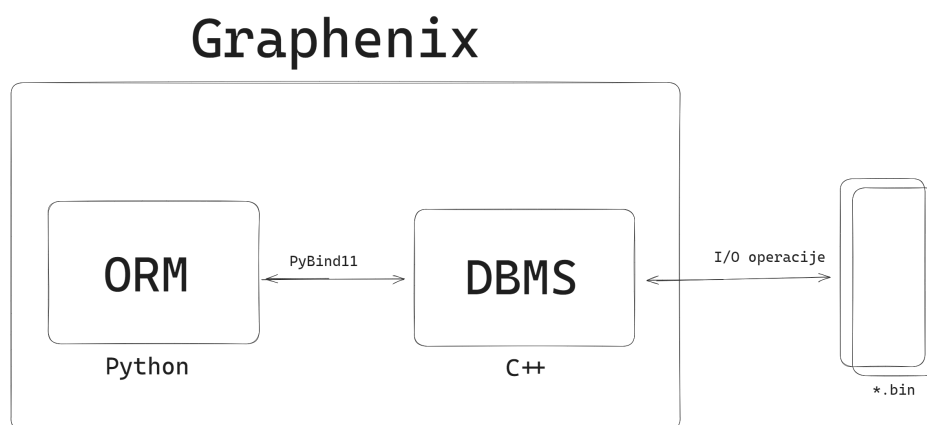 Graphenix
ORM
PyBind11
DBMS
I/O operacije
Python
C++
*.bin